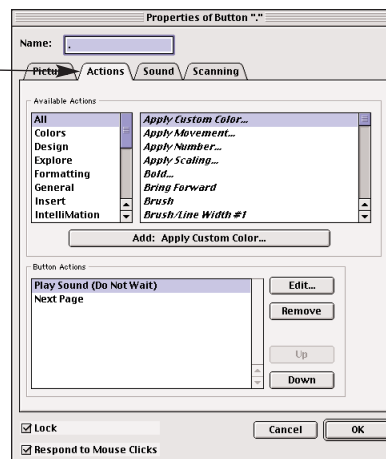 Properties of Button "."
Name: .
Picture Actions Sound Scanning
Available Actions
All
Colors
Design
Explore
Formatting
General
Insert
IntelliMation
Apply Custom Color...
Apply Movement...
Apply Number...
Apply Scaling...
Bold...
Bring Forward
Brush
Brush/Line Width #1
Add: Apply Custom Color...
Button Actions
Play Sound (Do Not Wait)
Next Page
Edit...
Remove
Up
Down
Lock
Cancel OK
Respond to Mouse Clicks